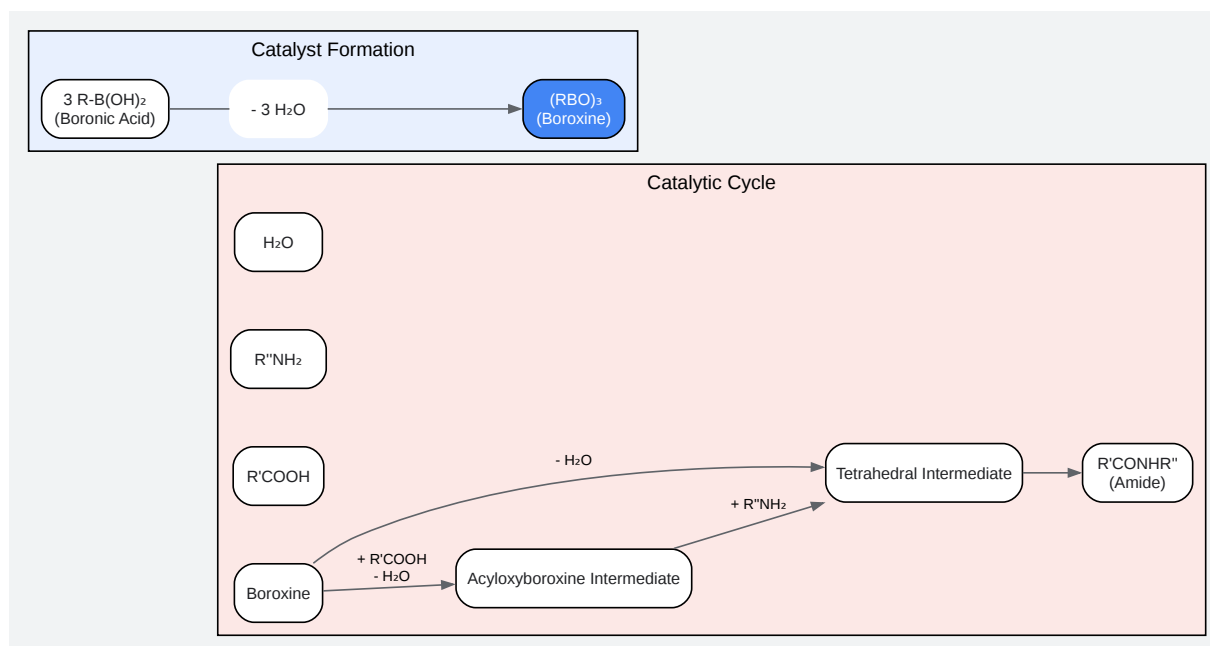 Catalyst Formation
3 R-B(OH)₂
(Boronic Acid)
- 3 H₂O
(RBO)₃
(Boroxine)
Catalytic Cycle
H₂O
R''NH₂
R'COOH
Boroxine
- H₂O
+ R'COOH
- H₂O
Acyloxyboroxine Intermediate
+ R''NH₂
Tetrahedral Intermediate
R'CONHR''
(Amide)